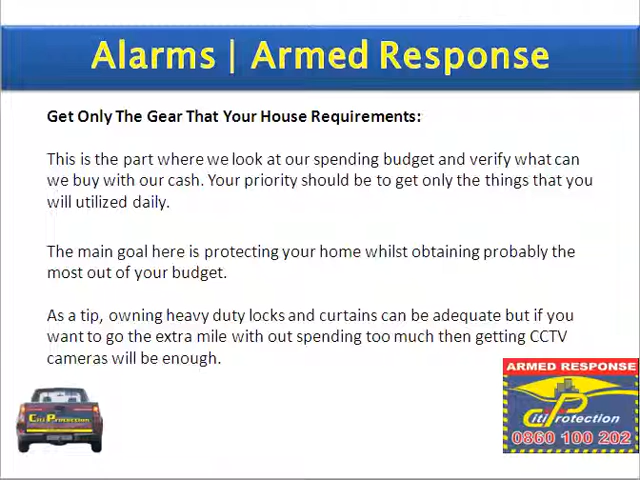 Alarms | Armed Response
Get Only The Gear That Your House Requirements:
This is the part where we look at our spending budget and verify what can
we buy with our cash. Your priority should be to get only the things that you
will utilized daily.
The main goal here is protecting your home whilst obtaining probably the
most out of your budget.
As a tip, owning heavy duty locks and curtains can be adequate but if you
want to go the extra mile with out spending too much then getting CCTV
cameras will be enough.
Citi Protection
ARMED RESPONSE
Citi Protection
0860 100 202